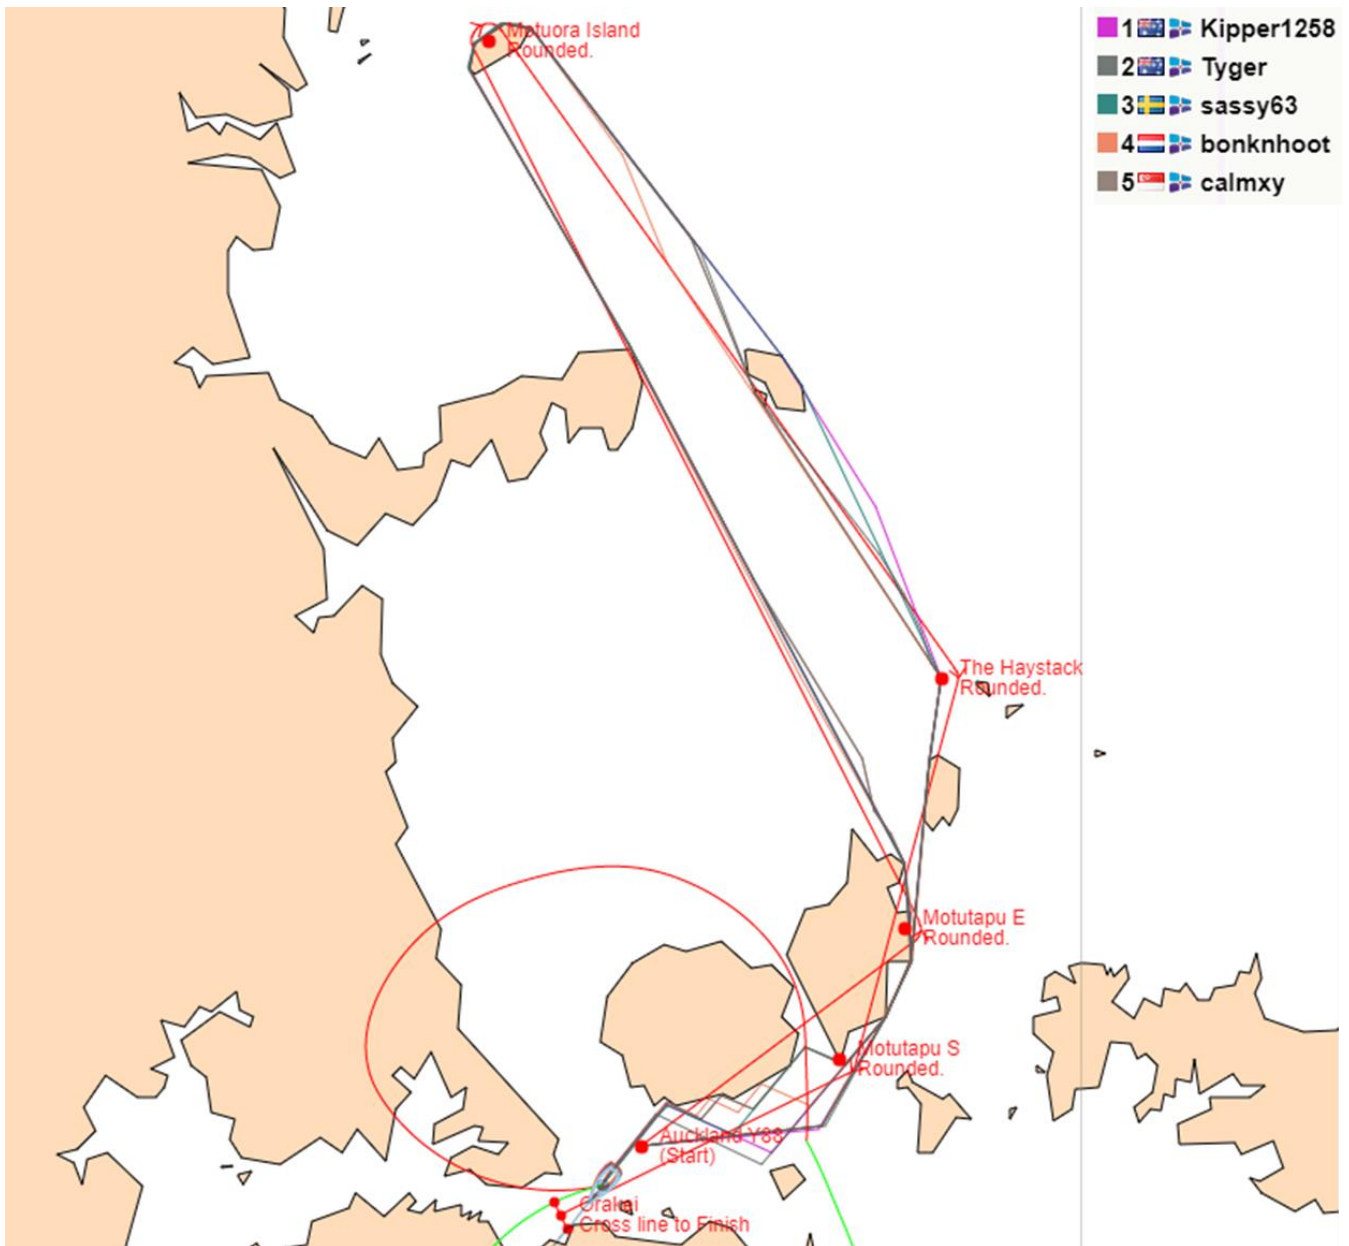 Motuora Island
Rounded.
1 Kipper1258
2 Tyger
3 sassy63
4 bonknhoot
5 calmxy
The Haystack
Rounded.
Motutapu E
Rounded.
Motutapu S
Rounded.
Auckland Y88
(Start)
Orakei
Cross line to Finish